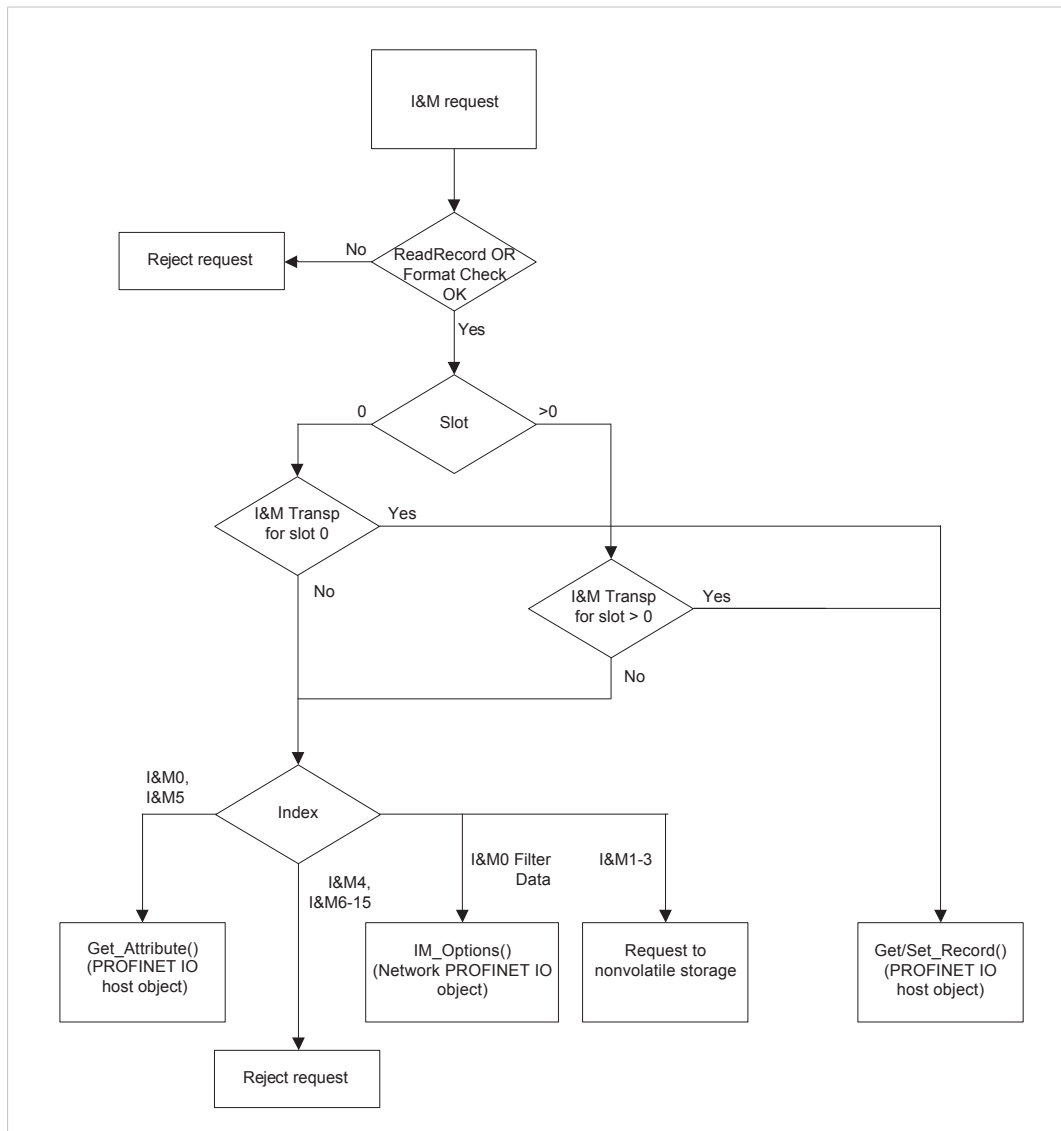 I&M request
No
Reject request
ReadRecord OR
Format Check
OK
Yes
0
Slot
>0
I&M Transp
for slot 0
Yes
No
I&M Transp
for slot > 0
Yes
No
I&M0,
I&M5
Index
I&M4,
I&M6-15
I&M0 Filter
Data
I&M1-3
Get_Attribute()
(PROFINET IO
host object)
IM_Options()
(Network PROFINET IO
object)
Request to
nonvolatile storage
Get/Set_Record()
(PROFINET IO
host object)
Reject request